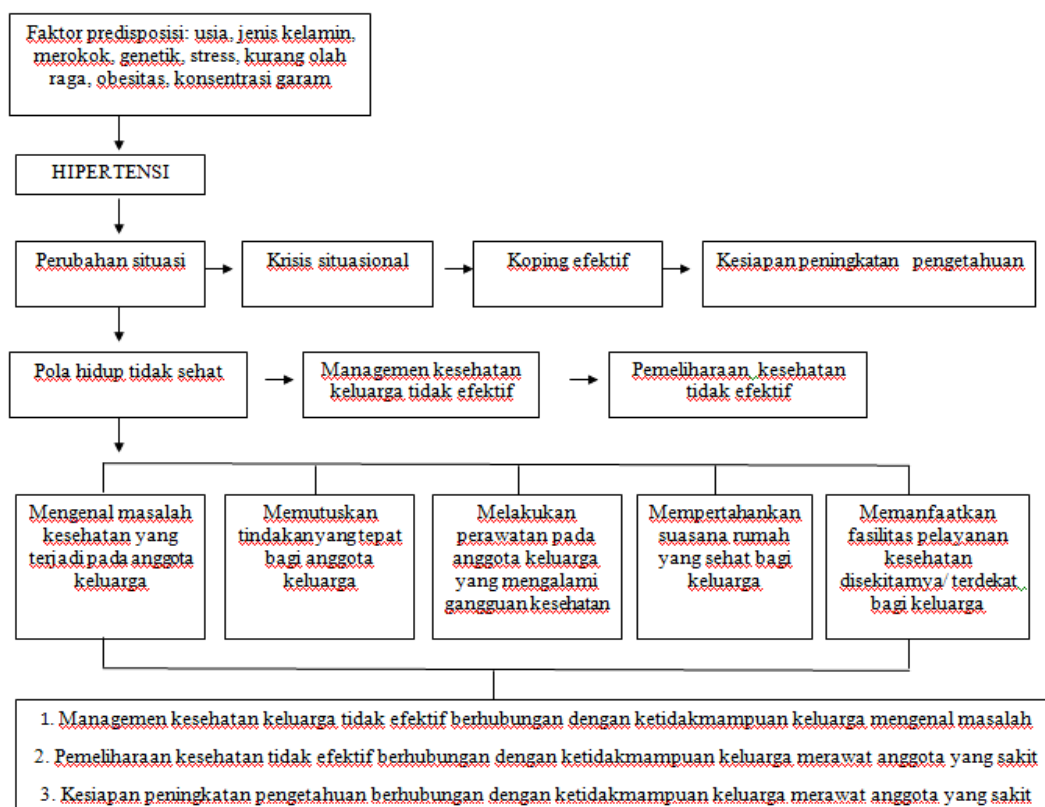 Faktor predisposisi: usia, jenis kelamin,
merokok, genetik, stress, kurang olah
raga, obesitas, konsentrasi garam
HIPERTENSI
Perubahan situasi
Krisis situasional
Koping efektif
Kesiapan peningkatan pengetahuan
Pola hidup tidak sehat
Managemen kesehatan
keluarga tidak efektif
Pemeliharaan kesehatan
tidak efektif
Mengenal masalah
kesehatan yang
terjadi pada anggota
keluarga
Memutuskan
tindakan yang tepat
bagi anggota
keluarga
Melakukan
perawatan pada
anggota keluarga
yang mengalami
gangguan kesehatan
Mempertahankan
suasana rumah
yang sehat bagi
keluarga
Memanfaatkan
fasilitas pelayanan
kesehatan
disekitarnya/ terdekat
bagi keluarga
1. Managemen kesehatan keluarga tidak efektif berhubungan dengan ketidakmampuan keluarga mengenal masalah
2. Pemeliharaan kesehatan tidak efektif berhubungan dengan ketidakmampuan keluarga merawat anggota yang sakit
3. Kesiapan peningkatan pengetahuan berhubungan dengan ketidakmampuan keluarga merawat anggota yang sakit